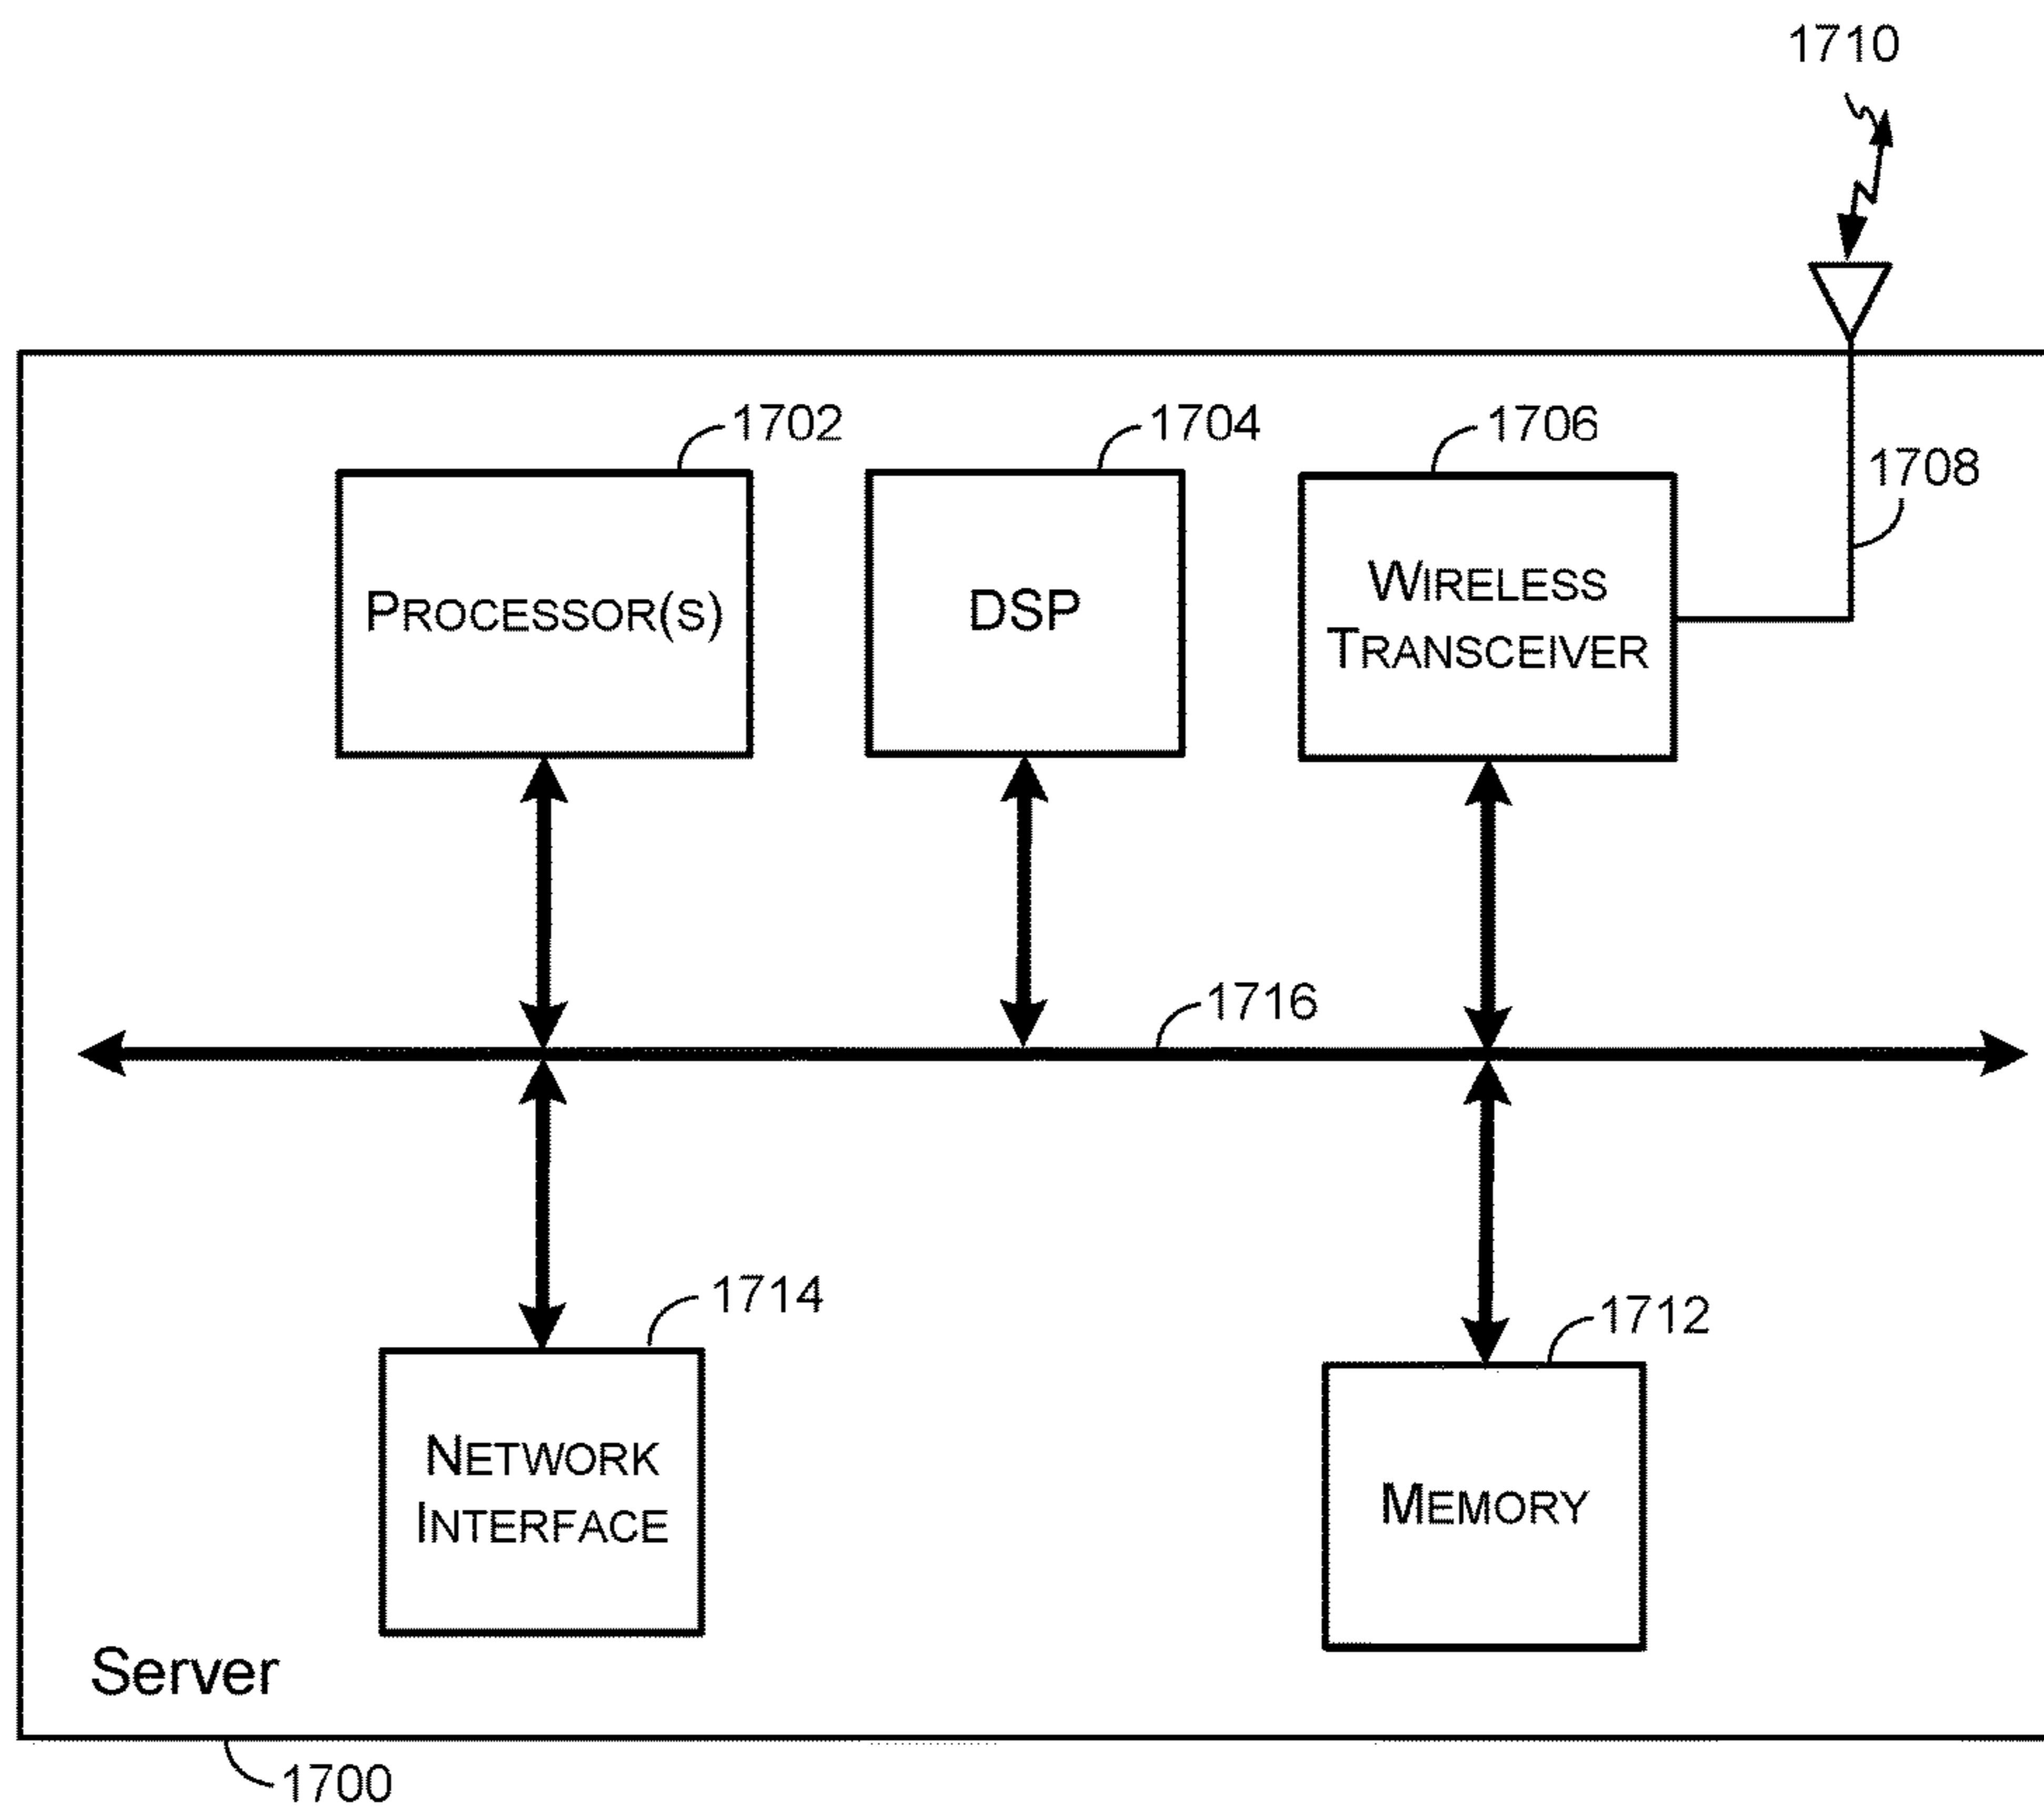 1710
1702
1704
1706
1708
PROCESSOR(S)
DSP
WIRELESS
TRANSCEIVER
1716
1714
1712
NETWORK
INTERFACE
MEMORY
Server
1700